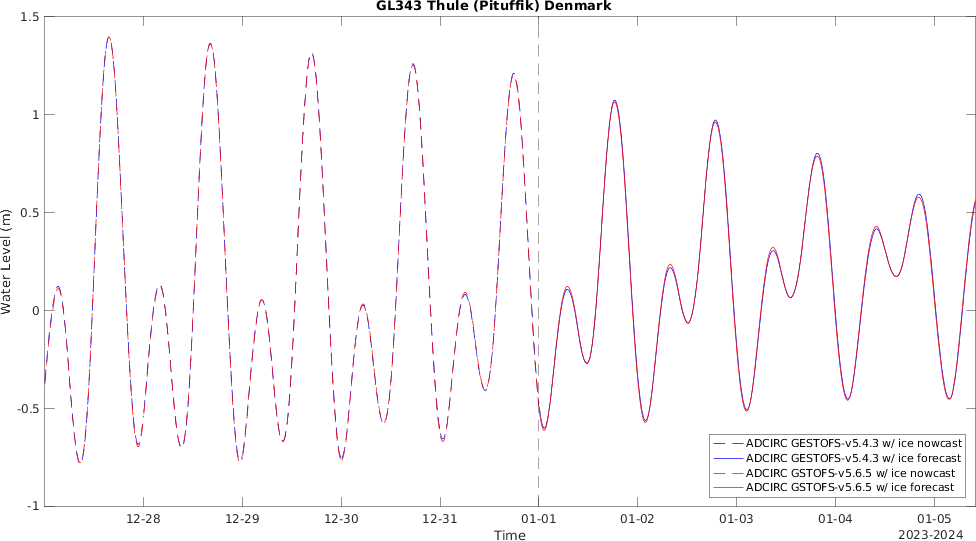 GL343 Thule (Pituffik) Denmark
1.5
1
0.5
0
-0.5
-1
Water Level (m)
12-28
12-29
12-30
12-31
01-01
01-02
01-03
01-04
01-05
Time
2023-2024
ADCIRC GESTOFS-v5.4.3 w/ ice nowcast
ADCIRC GESTOFS-v5.4.3 w/ ice forecast
ADCIRC GSTOFS-v5.6.5 w/ ice nowcast
ADCIRC GSTOFS-v5.6.5 w/ ice forecast